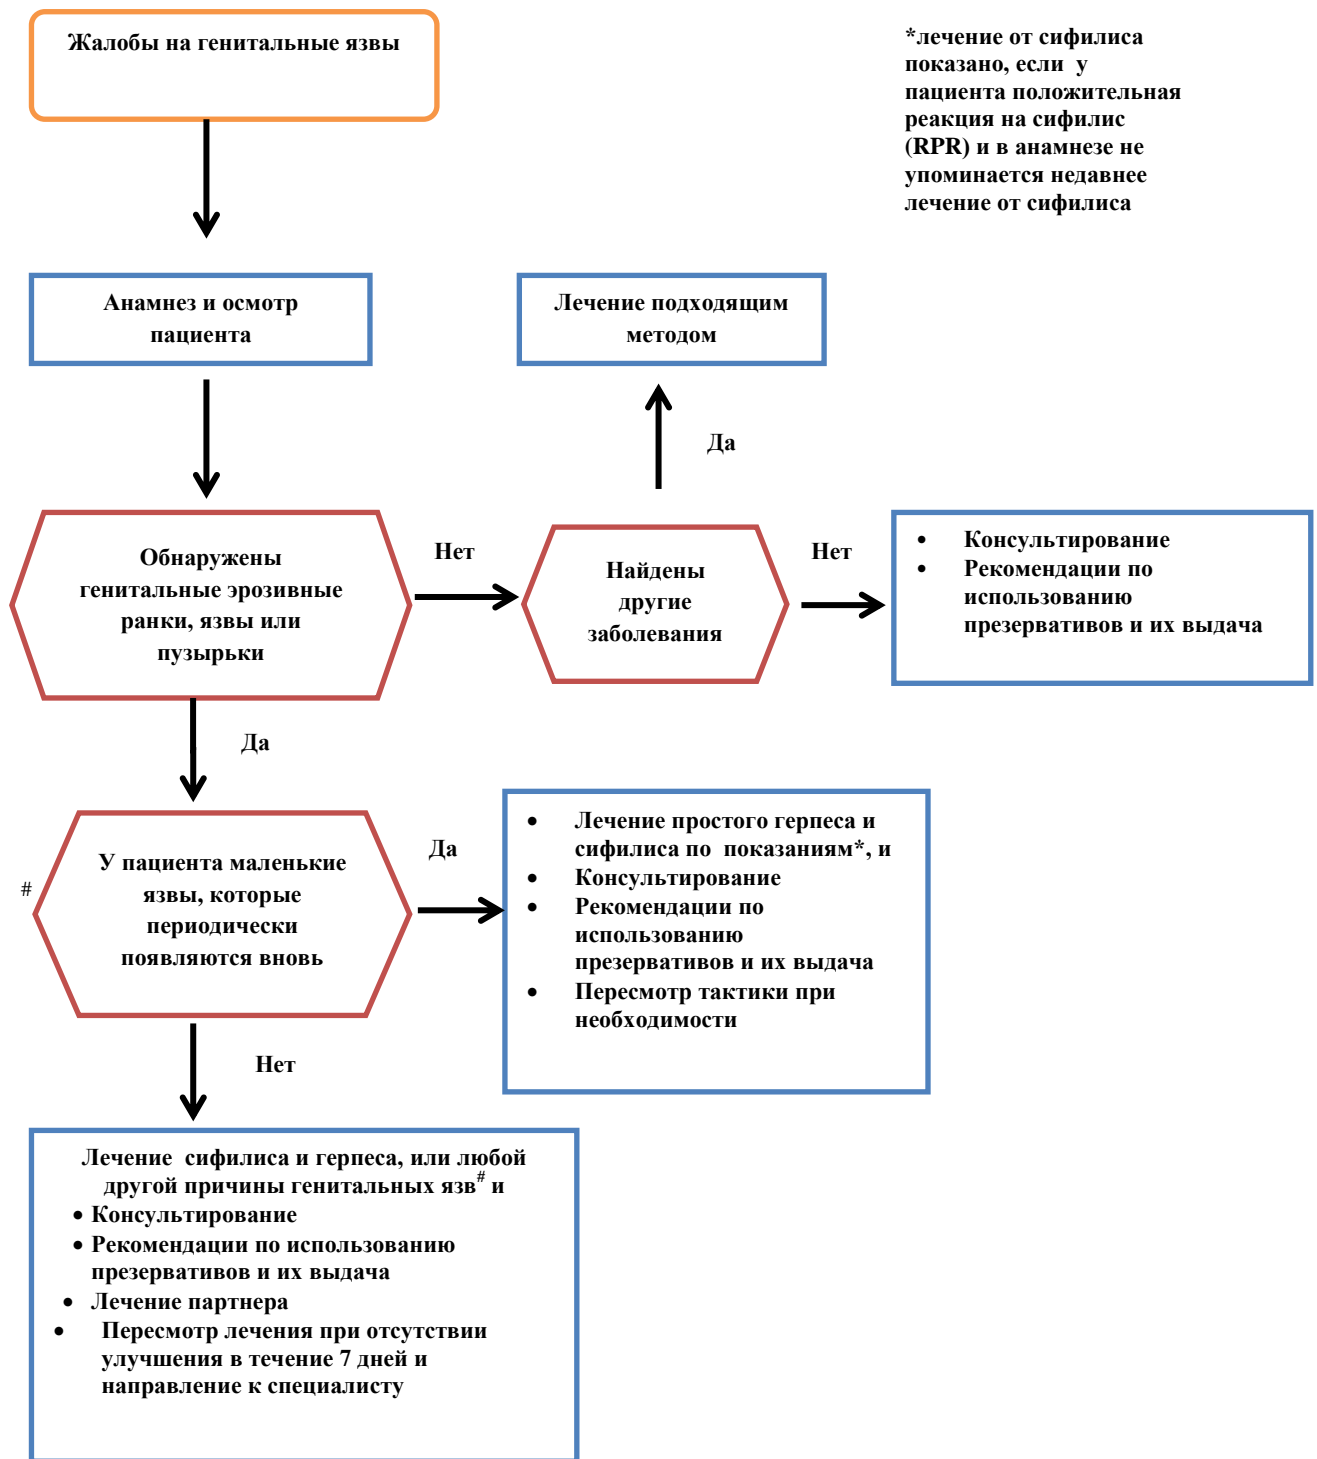 Жалобы на генитальные язвы
*лечение от сифилиса
показано, если у
пациента положительная
реакция на сифилис
(RPR) и в анамнезе не
упоминается недавнее
лечение от сифилиса
Анамнез и осмотр
пациента
Лечение подходящим
методом
Да
Обнаружены
генитальные эрозивные
ранки, язвы или
пузырьки
Нет
Найдены
другие
заболевания
Нет
• Консультирование
• Рекомендации по
использованию
презервативов и их выдача
Да
#
У пациента маленькие
язвы, которые
периодически
появляются вновь
Да
• Лечение простого герпеса и
сифилиса по показаниям*, и
• Консультирование
• Рекомендации по
использованию
презервативов и их выдача
• Пересмотр тактики при
необходимости
Нет
Лечение сифилиса и герпеса, или любой
другой причины генитальных язв# и
• Консультирование
• Рекомендации по использованию
презервативов и их выдача
• Лечение партнера
• Пересмотр лечения при отсутствии
улучшения в течение 7 дней и
направление к специалисту